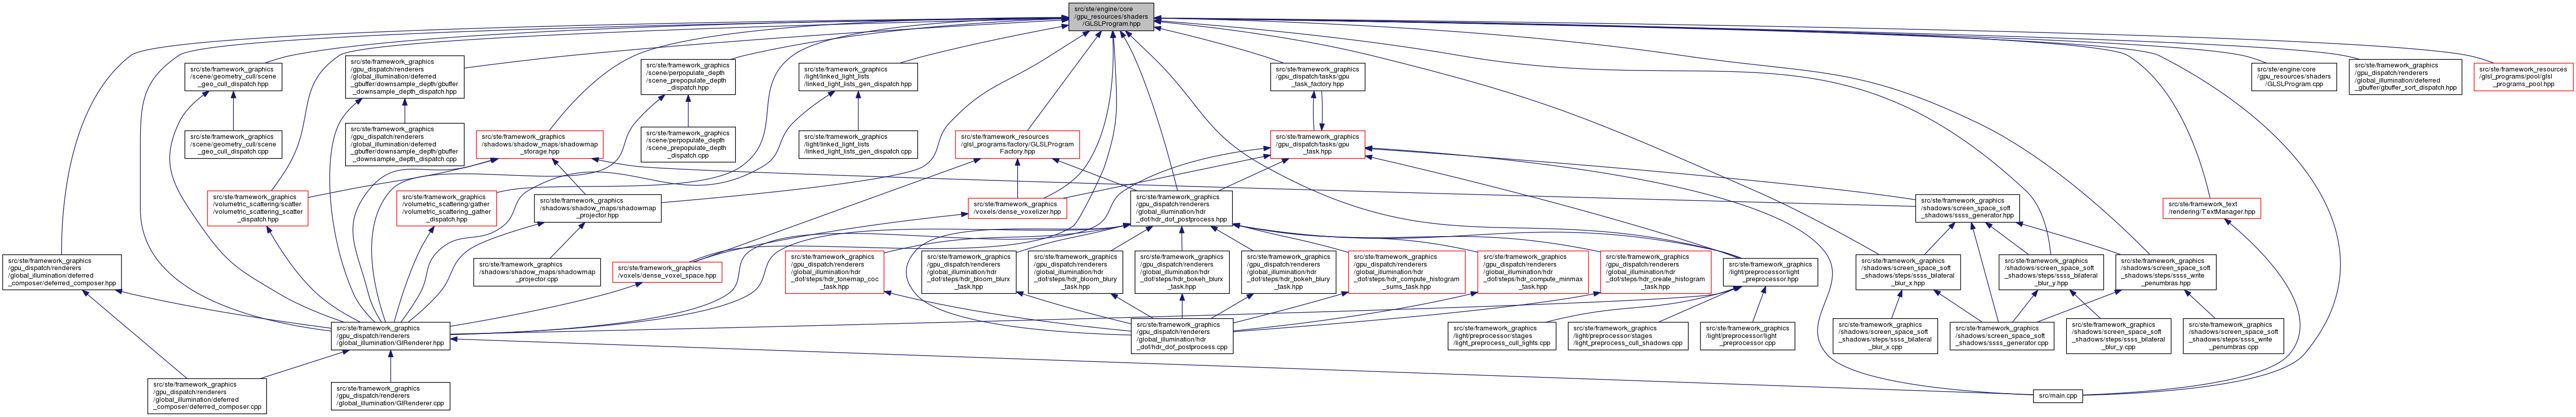 src/ste/engine/core
/gpu_resources/shaders
/GLSLProgram.hpp
src/ste/framework_graphics
/scene/geometry_cull/scene
_geo_cull_dispatch.hpp
src/ste/framework_graphics
/gpu_dispatch/renderers
/global_illumination/deferred
_gbuffer/downsample_depth/gbuffer
_downsample_depth_dispatch.hpp
src/ste/framework_graphics
/scene/perpopulate_depth
/scene_prepopulate_depth
_dispatch.hpp
src/ste/framework_graphics
/light/linked_light_lists
/linked_light_lists_gen_dispatch.hpp
src/ste/framework_graphics
/gpu_dispatch/tasks/gpu
_task_factory.hpp
src/ste/engine/core
/gpu_resources/shaders
/GLSLProgram.cpp
src/ste/framework_graphics
/gpu_dispatch/renderers
/global_illumination/deferred
_gbuffer/gbuffer_sort_dispatch.hpp
src/ste/framework_resources
/glsl_programs/pool/glsl
_programs_pool.hpp
src/ste/framework_graphics
/scene/geometry_cull/scene
_geo_cull_dispatch.cpp
src/ste/framework_graphics
/gpu_dispatch/renderers
/global_illumination/deferred
_gbuffer/downsample_depth/gbuffer
_downsample_depth_dispatch.cpp
src/ste/framework_graphics
/shadows/shadow_maps/shadowmap
_storage.hpp
src/ste/framework_graphics
/scene/perpopulate_depth
/scene_prepopulate_depth
_dispatch.cpp
src/ste/framework_graphics
/light/linked_light_lists
/linked_light_lists_gen_dispatch.cpp
src/ste/framework_resources
/glsl_programs/factory/GLSLProgram
Factory.hpp
src/ste/framework_graphics
/gpu_dispatch/tasks/gpu
_task.hpp
src/ste/framework_graphics
/volumetric_scattering/scatter
/volumetric_scattering_scatter
_dispatch.hpp
src/ste/framework_graphics
/volumetric_scattering/gather
/volumetric_scattering_gather
_dispatch.hpp
src/ste/framework_graphics
/shadows/shadow_maps/shadowmap
_projector.hpp
src/ste/framework_graphics
/voxels/dense_voxelizer.hpp
src/ste/framework_graphics
/gpu_dispatch/renderers
/global_illumination/hdr
_dof/hdr_dof_postprocess.hpp
src/ste/framework_graphics
/shadows/screen_space_soft
_shadows/ssss_generator.hpp
src/ste/framework_text
/rendering/TextManager.hpp
src/ste/framework_graphics
/gpu_dispatch/renderers
/global_illumination/deferred
_composer/deferred_composer.hpp
src/ste/framework_graphics
/shadows/shadow_maps/shadowmap
_projector.cpp
src/ste/framework_graphics
/voxels/dense_voxel_space.hpp
src/ste/framework_graphics
/gpu_dispatch/renderers
/global_illumination/hdr
_dof/steps/hdr_tonemap_coc
_task.hpp
src/ste/framework_graphics
/gpu_dispatch/renderers
/global_illumination/hdr
_dof/steps/hdr_bloom_blurx
_task.hpp
src/ste/framework_graphics
/gpu_dispatch/renderers
/global_illumination/hdr
_dof/steps/hdr_bloom_blury
_task.hpp
src/ste/framework_graphics
/gpu_dispatch/renderers
/global_illumination/hdr
_dof/steps/hdr_bokeh_blurx
_task.hpp
src/ste/framework_graphics
/gpu_dispatch/renderers
/global_illumination/hdr
_dof/steps/hdr_bokeh_blury
_task.hpp
src/ste/framework_graphics
/gpu_dispatch/renderers
/global_illumination/hdr
_dof/steps/hdr_compute_histogram
_sums_task.hpp
src/ste/framework_graphics
/gpu_dispatch/renderers
/global_illumination/hdr
_dof/steps/hdr_compute_minmax
_task.hpp
src/ste/framework_graphics
/gpu_dispatch/renderers
/global_illumination/hdr
_dof/steps/hdr_create_histogram
_task.hpp
src/ste/framework_graphics
/light/preprocessor/light
_preprocessor.hpp
src/ste/framework_graphics
/shadows/screen_space_soft
_shadows/steps/ssss_bilateral
_blur_x.hpp
src/ste/framework_graphics
/shadows/screen_space_soft
_shadows/steps/ssss_bilateral
_blur_y.hpp
src/ste/framework_graphics
/shadows/screen_space_soft
_shadows/steps/ssss_write
_penumbras.hpp
src/ste/framework_graphics
/gpu_dispatch/renderers
/global_illumination/GIRenderer.hpp
src/ste/framework_graphics
/gpu_dispatch/renderers
/global_illumination/hdr
_dof/hdr_dof_postprocess.cpp
src/ste/framework_graphics
/light/preprocessor/stages
/light_preprocess_cull_lights.cpp
src/ste/framework_graphics
/light/preprocessor/stages
/light_preprocess_cull_shadows.cpp
src/ste/framework_graphics
/light/preprocessor/light
_preprocessor.cpp
src/ste/framework_graphics
/shadows/screen_space_soft
_shadows/steps/ssss_bilateral
_blur_x.cpp
src/ste/framework_graphics
/shadows/screen_space_soft
_shadows/ssss_generator.cpp
src/ste/framework_graphics
/shadows/screen_space_soft
_shadows/steps/ssss_bilateral
_blur_y.cpp
src/ste/framework_graphics
/shadows/screen_space_soft
_shadows/steps/ssss_write
_penumbras.cpp
src/ste/framework_graphics
/gpu_dispatch/renderers
/global_illumination/deferred
_composer/deferred_composer.cpp
src/ste/framework_graphics
/gpu_dispatch/renderers
/global_illumination/GIRenderer.cpp
src/main.cpp